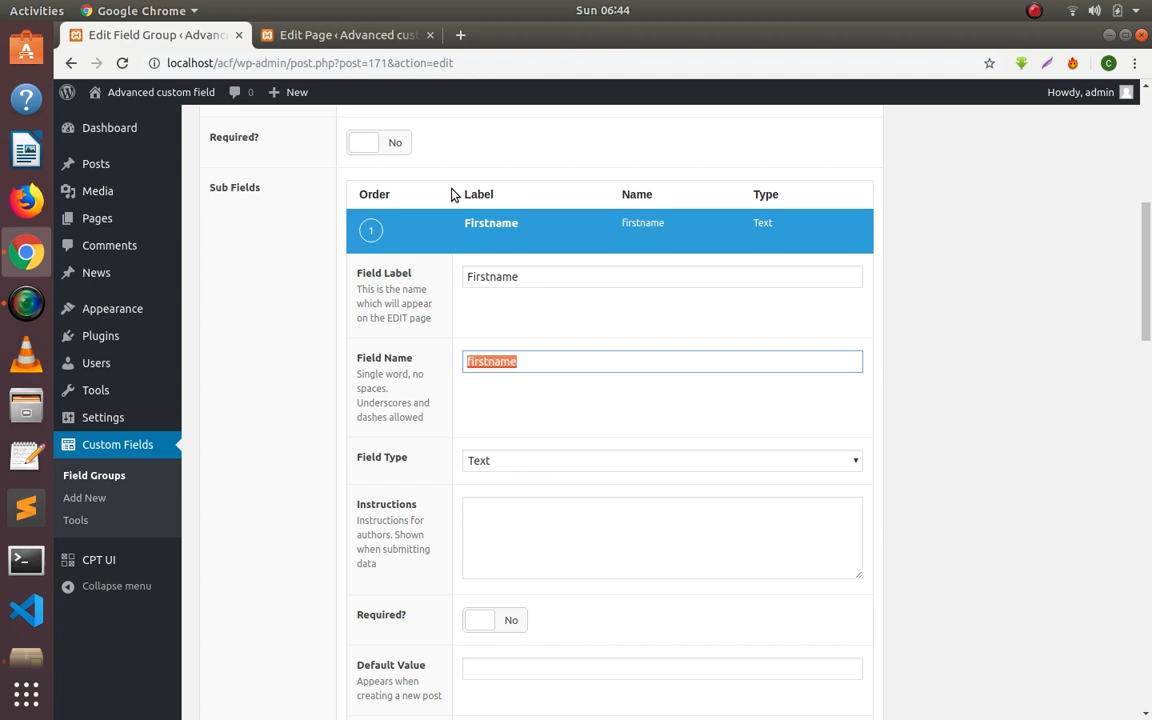 Activities
Google Chrome
Sun 06:44
Edit Field Group ‹ Advanc
Edit Page ‹ Advanced cust
localhost/acf/wp-admin/post.php?post=171&action=edit
C
Advanced custom field
0
New
Howdy, admin
Dashboard
Posts
Media
Pages
Comments
News
Appearance
Plugins
Users
Tools
Settings
Custom Fields
Field Groups
Add New
Tools
CPT UI
Collapse menu
Required?
No
Sub Fields
Order
Label
Name
Type
1
Firstname
firstname
Text
Field Label
This is the name
which will appear
on the EDIT page
Firstname
Field Name
Single word, no
spaces.
Underscores and
dashes allowed
firstname
Field Type
Text
Instructions
Instructions for
authors. Shown
when submitting
data
Required?
No
Default Value
Appears when
creating a new post